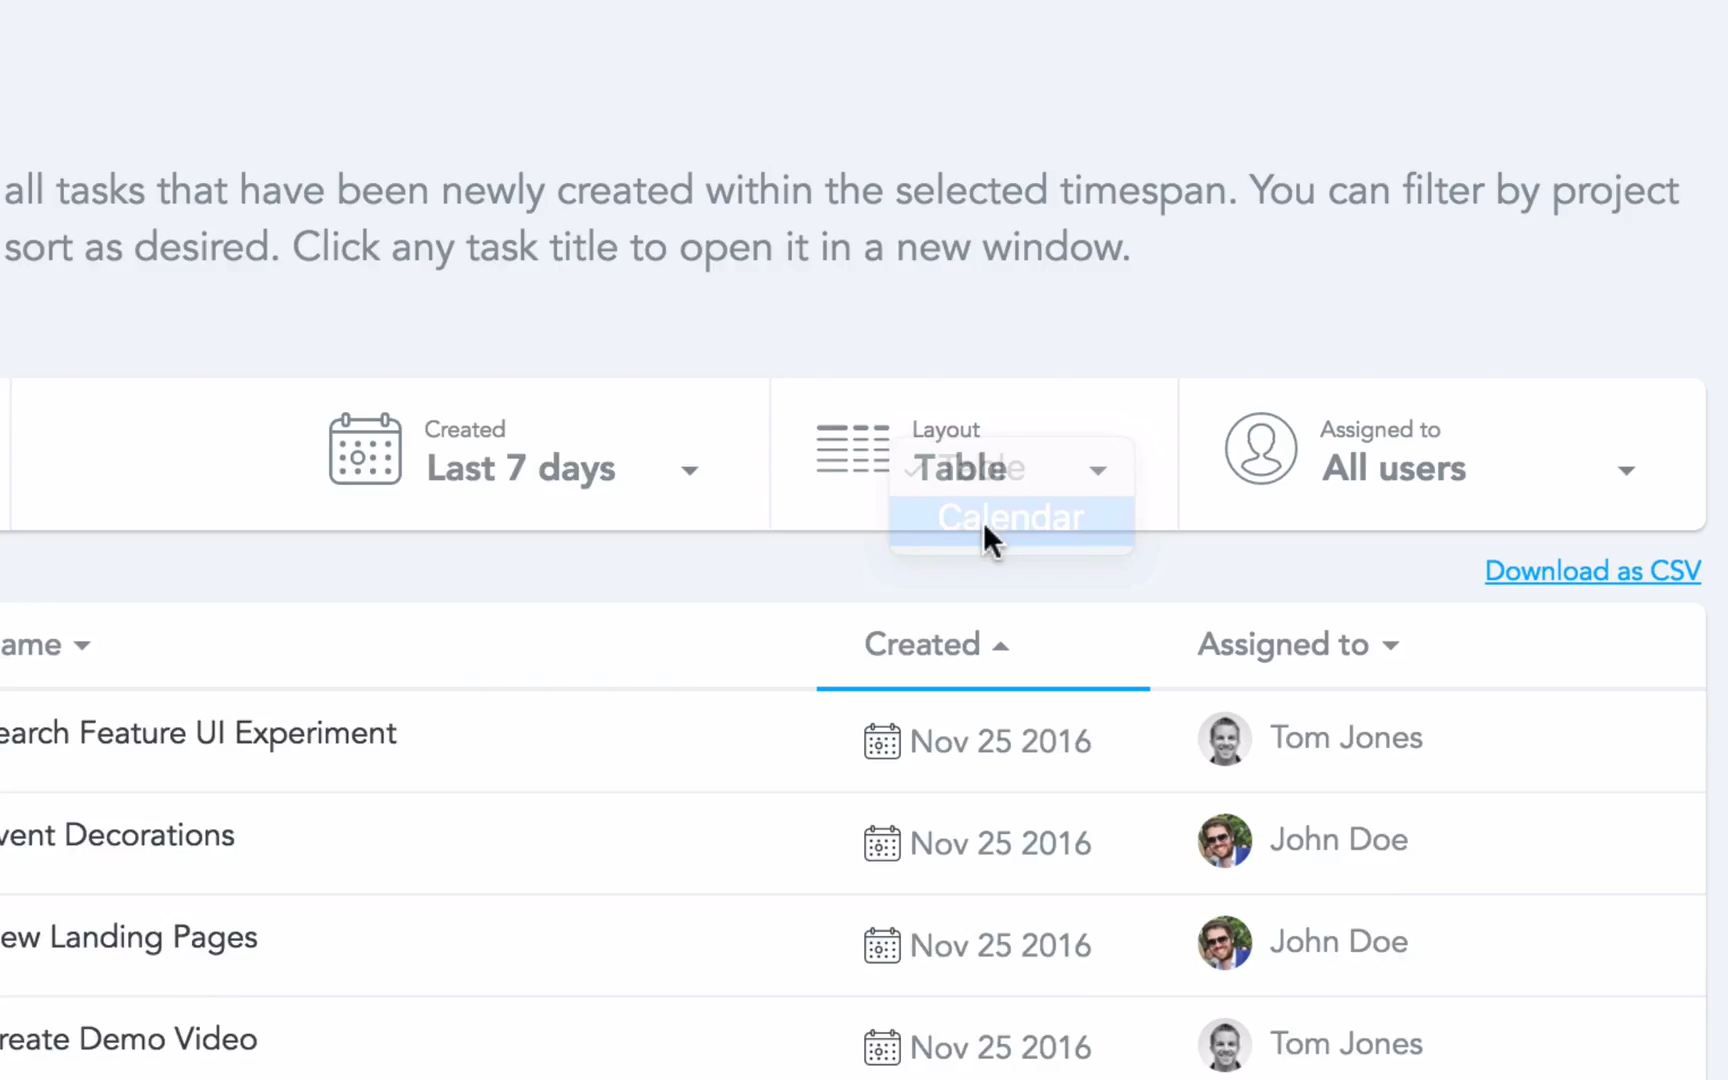 all tasks that have been newly created within the selected timespan. You can filter by project
sort as desired. Click any task title to open it in a new window.
Created
Last 7 days
Layout
Table
Calendar
Assigned to
All users
Download as CSV
ame
Created
Assigned to
earch Feature UI Experiment
Nov 25 2016
Tom Jones
vent Decorations
Nov 25 2016
John Doe
ew Landing Pages
Nov 25 2016
John Doe
reate Demo Video
Nov 25 2016
Tom Jones